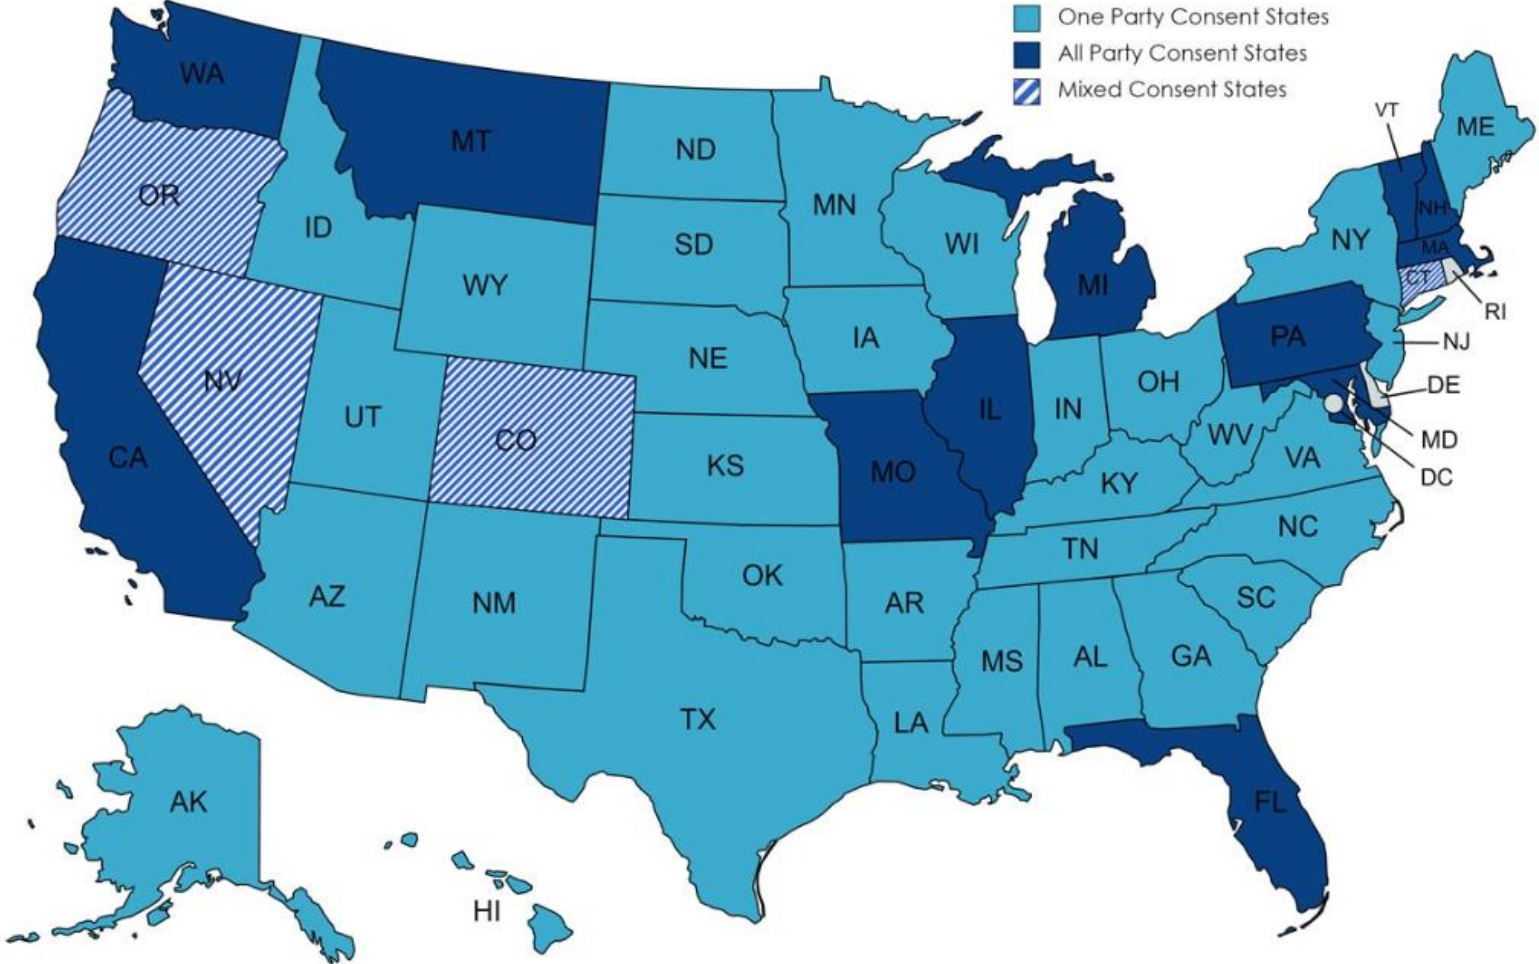 One Party Consent States
All Party Consent States
Mixed Consent States
WA
MT
ND
MN
VT
ME
OR
ID
SD
WI
NY
NH
MA
WY
MI
CT
RI
NV
UT
CO
NE
IA
IL
IN
OH
PA
NJ
DE
CA
KS
MO
KY
WV
VA
MD
DC
AZ
NM
OK
AR
TN
NC
SC
TX
LA
MS
AL
GA
AK
HI
FL